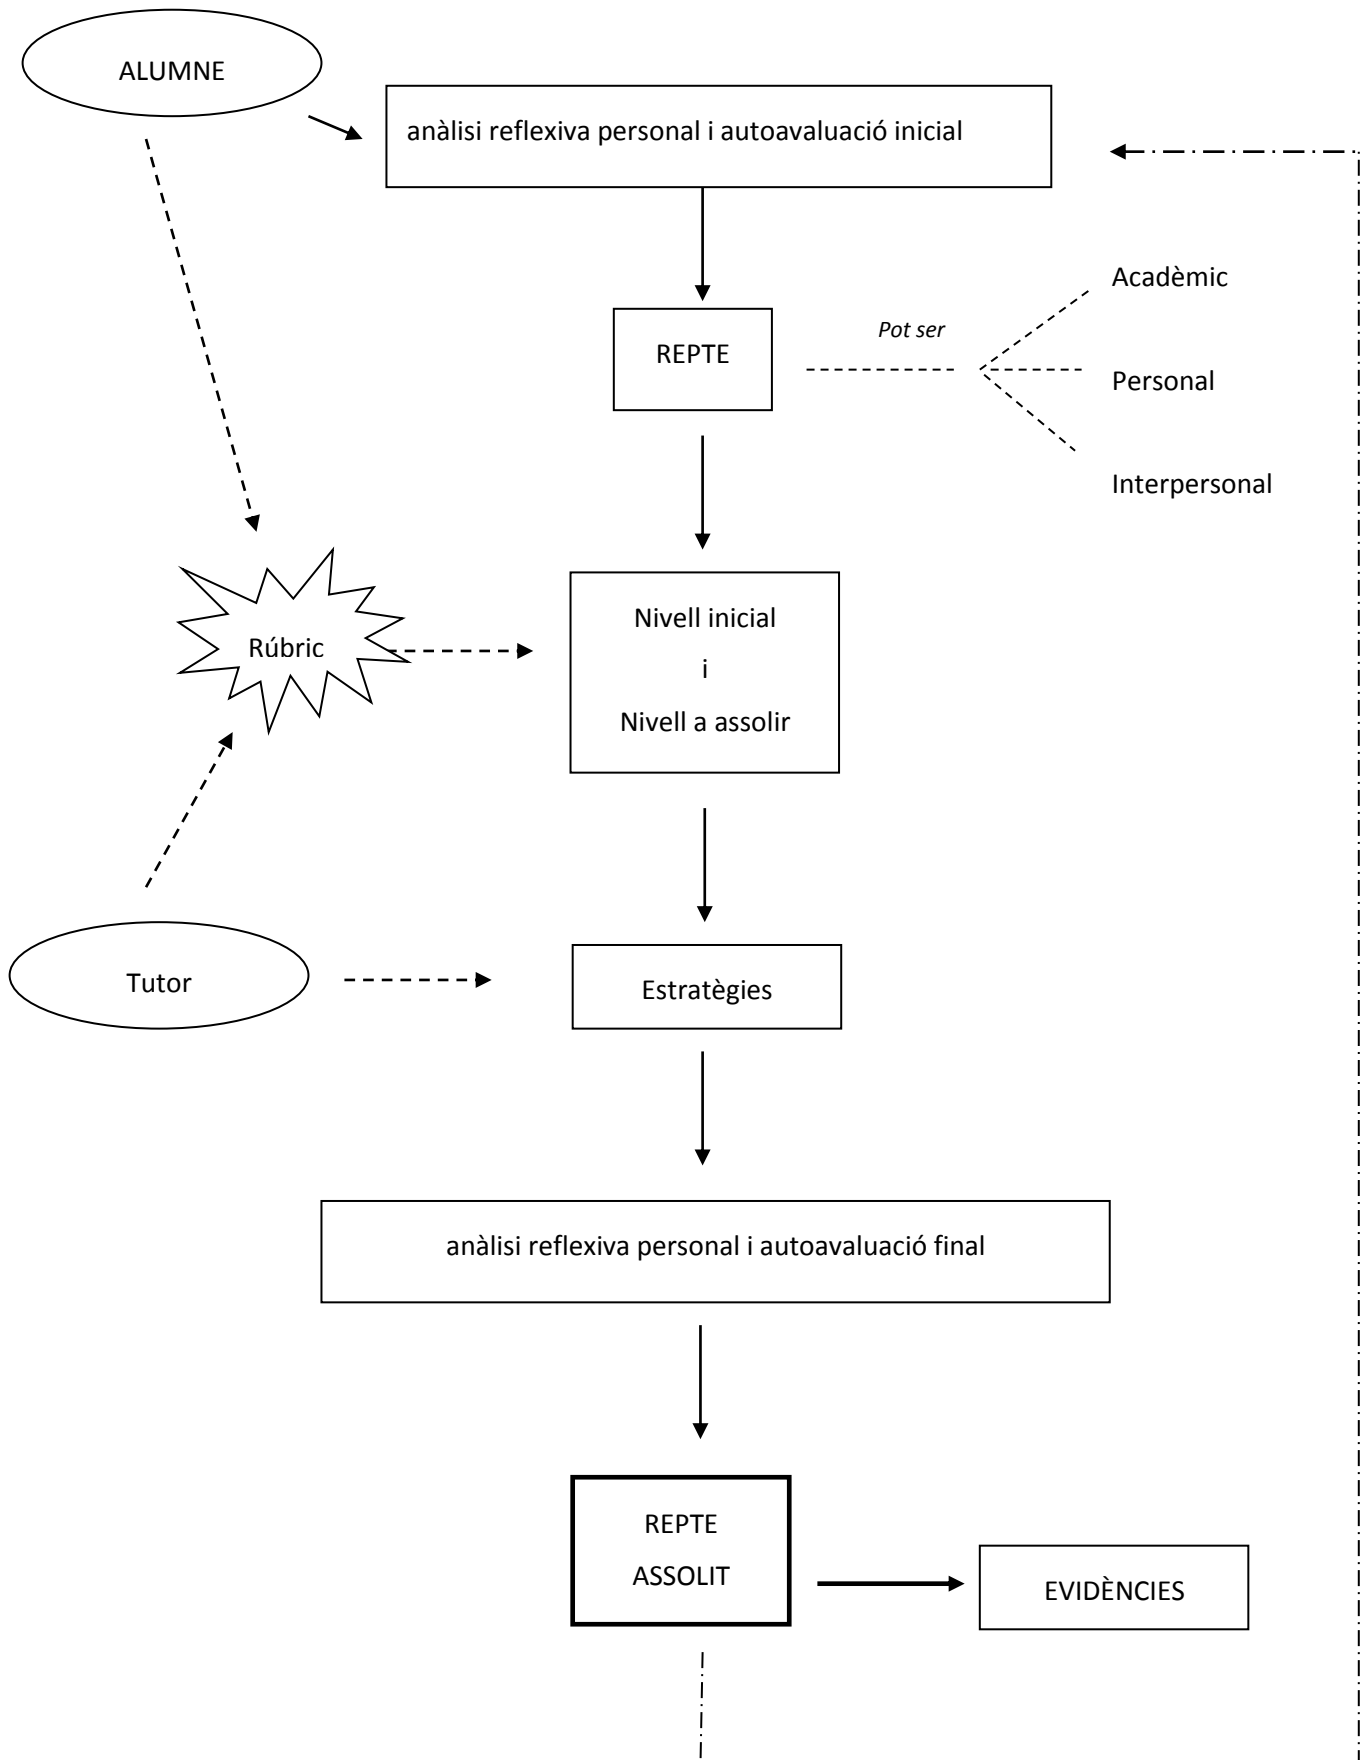 ALUMNE
anàlisi reflexiva personal i autoavaluació inicial
Acadèmic
Pot ser
REPTE
Personal
Interpersonal
Nivell inicial
i
Nivell a assolir
Rúbric
Tutor
Estratègies
anàlisi reflexiva personal i autoavaluació final
REPTE
ASSOLIT
EVIDÈNCIES